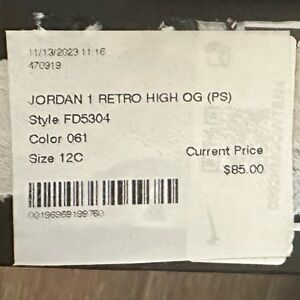 11/13/2023 11:16
470919
JORDAN 1 RETRO HIGH OG (PS)
Style FD5304
Color 061
Size 12C
Current Price
$85.00
00196969199760